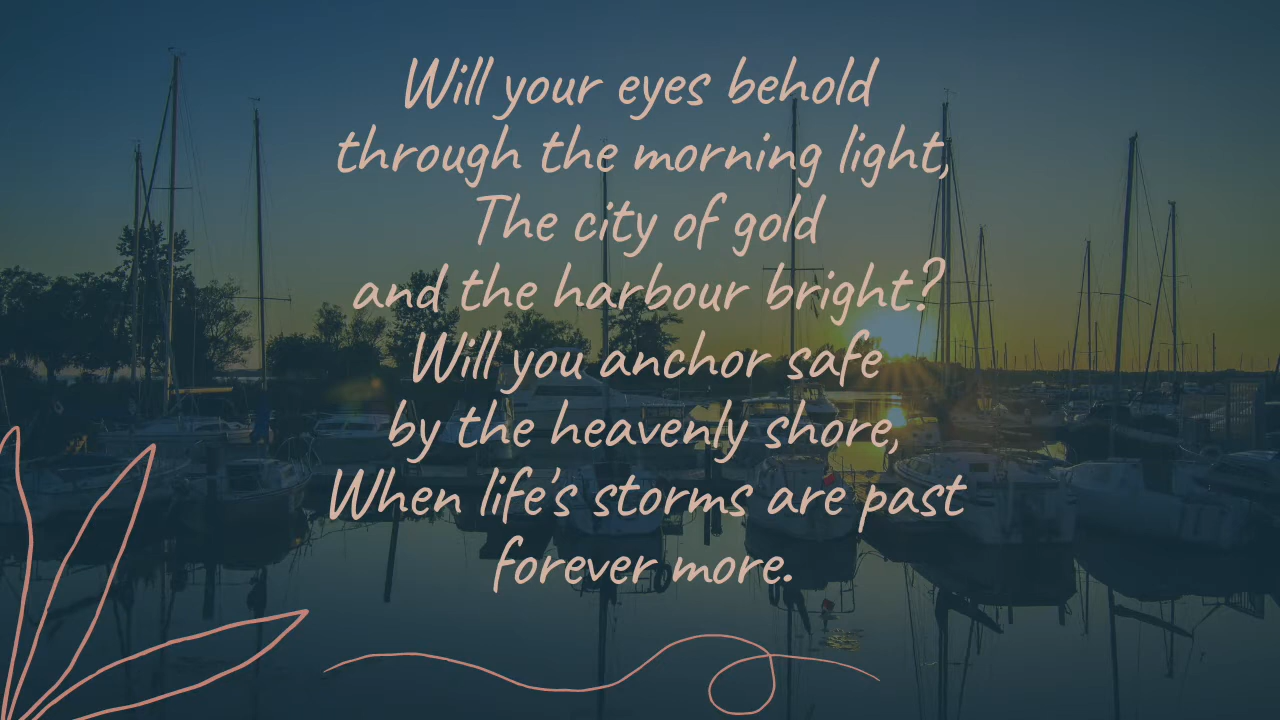 Will your eyes behold
through the morning light,
The city of gold
and the harbour bright?
Will you anchor safe
by the heavenly shore,
When life's storms are past
forever more.